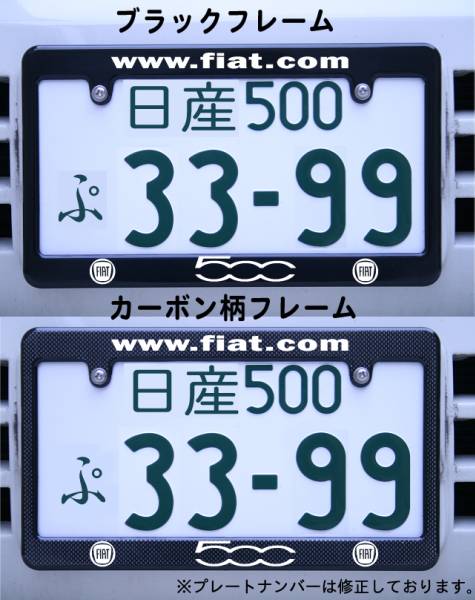 ブラックフレーム
www.fiat.com
日産500
ぷ 33-99
FIAT 500 FIAT
カーボン柄フレーム
www.fiat.com
日産500
ぷ 33-99
FIAT 500 FIAT
※プレートナンバーは修正しております。